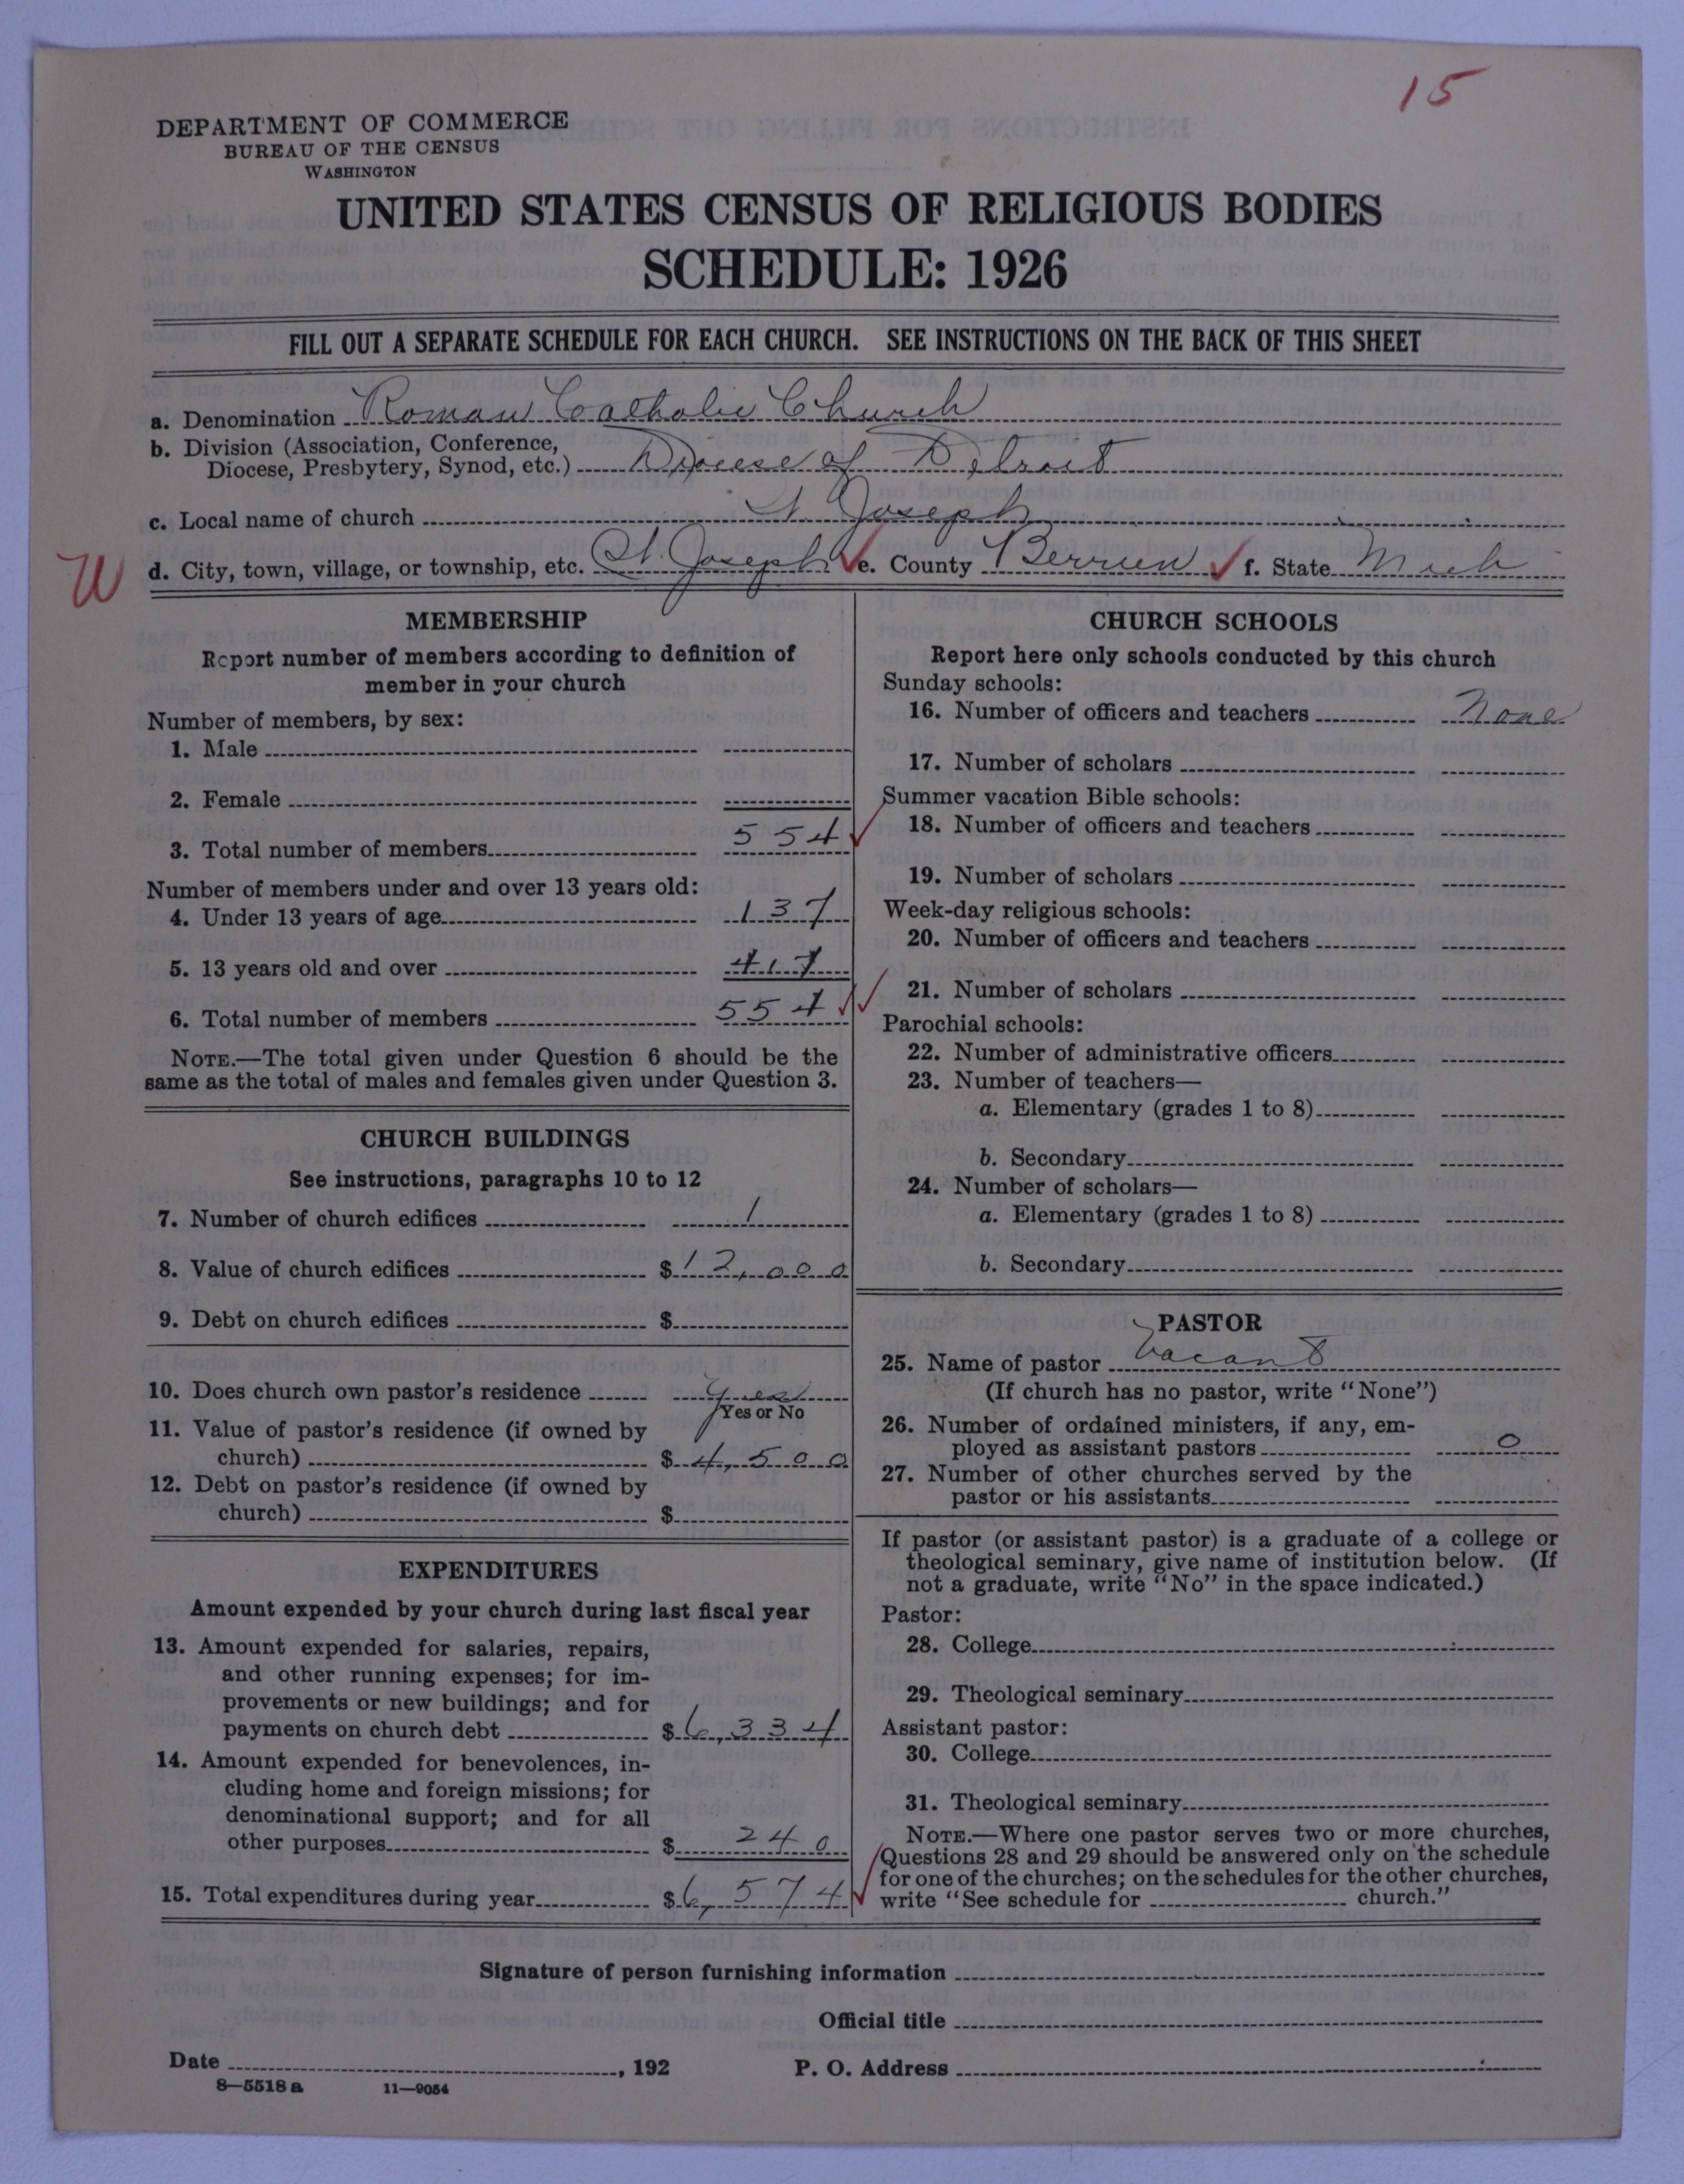 15
DEPARTMENT OF COMMERCE
BUREAU OF THE CENSUS
WASHINGTON
UNITED STATES CENSUS OF RELIGIOUS BODIES
SCHEDULE: 1926
FILL OUT A SEPARATE SCHEDULE FOR EACH CHURCH. SEE INSTRUCTIONS ON THE BACK OF THIS SHEET
a. Denomination Roman Catholic Church
b. Division (Association, Conference,
Diocese, Presbytery, Synod, etc.) Diocese of Detroit
c. Local name of church St. Joseph
W d. City, town, village, or township, etc. St. Joseph ✓ e. County Berrien ✓ f. State Mich
MEMBERSHIP
Report number of members according to definition of
member in your church
Number of members, by sex:
1. Male
2. Female
3. Total number of members 554 ✓
Number of members under and over 13 years old:
4. Under 13 years of age 137
5. 13 years old and over 417
6. Total number of members 554 ✓✓
NOTE.—The total given under Question 6 should be the
same as the total of males and females given under Question 3.
CHURCH BUILDINGS
See instructions, paragraphs 10 to 12
7. Number of church edifices 1
8. Value of church edifices $12,000
9. Debt on church edifices $
10. Does church own pastor's residence yes
Yes or No
11. Value of pastor's residence (if owned by
church) $4,500
12. Debt on pastor's residence (if owned by
church) $
EXPENDITURES
Amount expended by your church during last fiscal year
13. Amount expended for salaries, repairs,
and other running expenses; for im-
provements or new buildings; and for
payments on church debt $6,334
14. Amount expended for benevolences, in-
cluding home and foreign missions; for
denominational support; and for all
other purposes $240
15. Total expenditures during year $6,574 ✓
CHURCH SCHOOLS
Report here only schools conducted by this church
Sunday schools:
16. Number of officers and teachers None
17. Number of scholars
Summer vacation Bible schools:
18. Number of officers and teachers
19. Number of scholars
Week-day religious schools:
20. Number of officers and teachers
21. Number of scholars
Parochial schools:
22. Number of administrative officers
23. Number of teachers—
a. Elementary (grades 1 to 8)
b. Secondary
24. Number of scholars—
a. Elementary (grades 1 to 8)
b. Secondary
PASTOR
25. Name of pastor Vacant
(If church has no pastor, write "None")
26. Number of ordained ministers, if any, em-
ployed as assistant pastors 0
27. Number of other churches served by the
pastor or his assistants
If pastor (or assistant pastor) is a graduate of a college or
theological seminary, give name of institution below. (If
not a graduate, write "No" in the space indicated.)
Pastor:
28. College
29. Theological seminary
Assistant pastor:
30. College
31. Theological seminary
NOTE.—Where one pastor serves two or more churches,
Questions 28 and 29 should be answered only on the schedule
for one of the churches; on the schedules for the other churches,
write "See schedule for church."
Signature of person furnishing information
Official title
Date , 192
P. O. Address
8—5518 a 11—9054